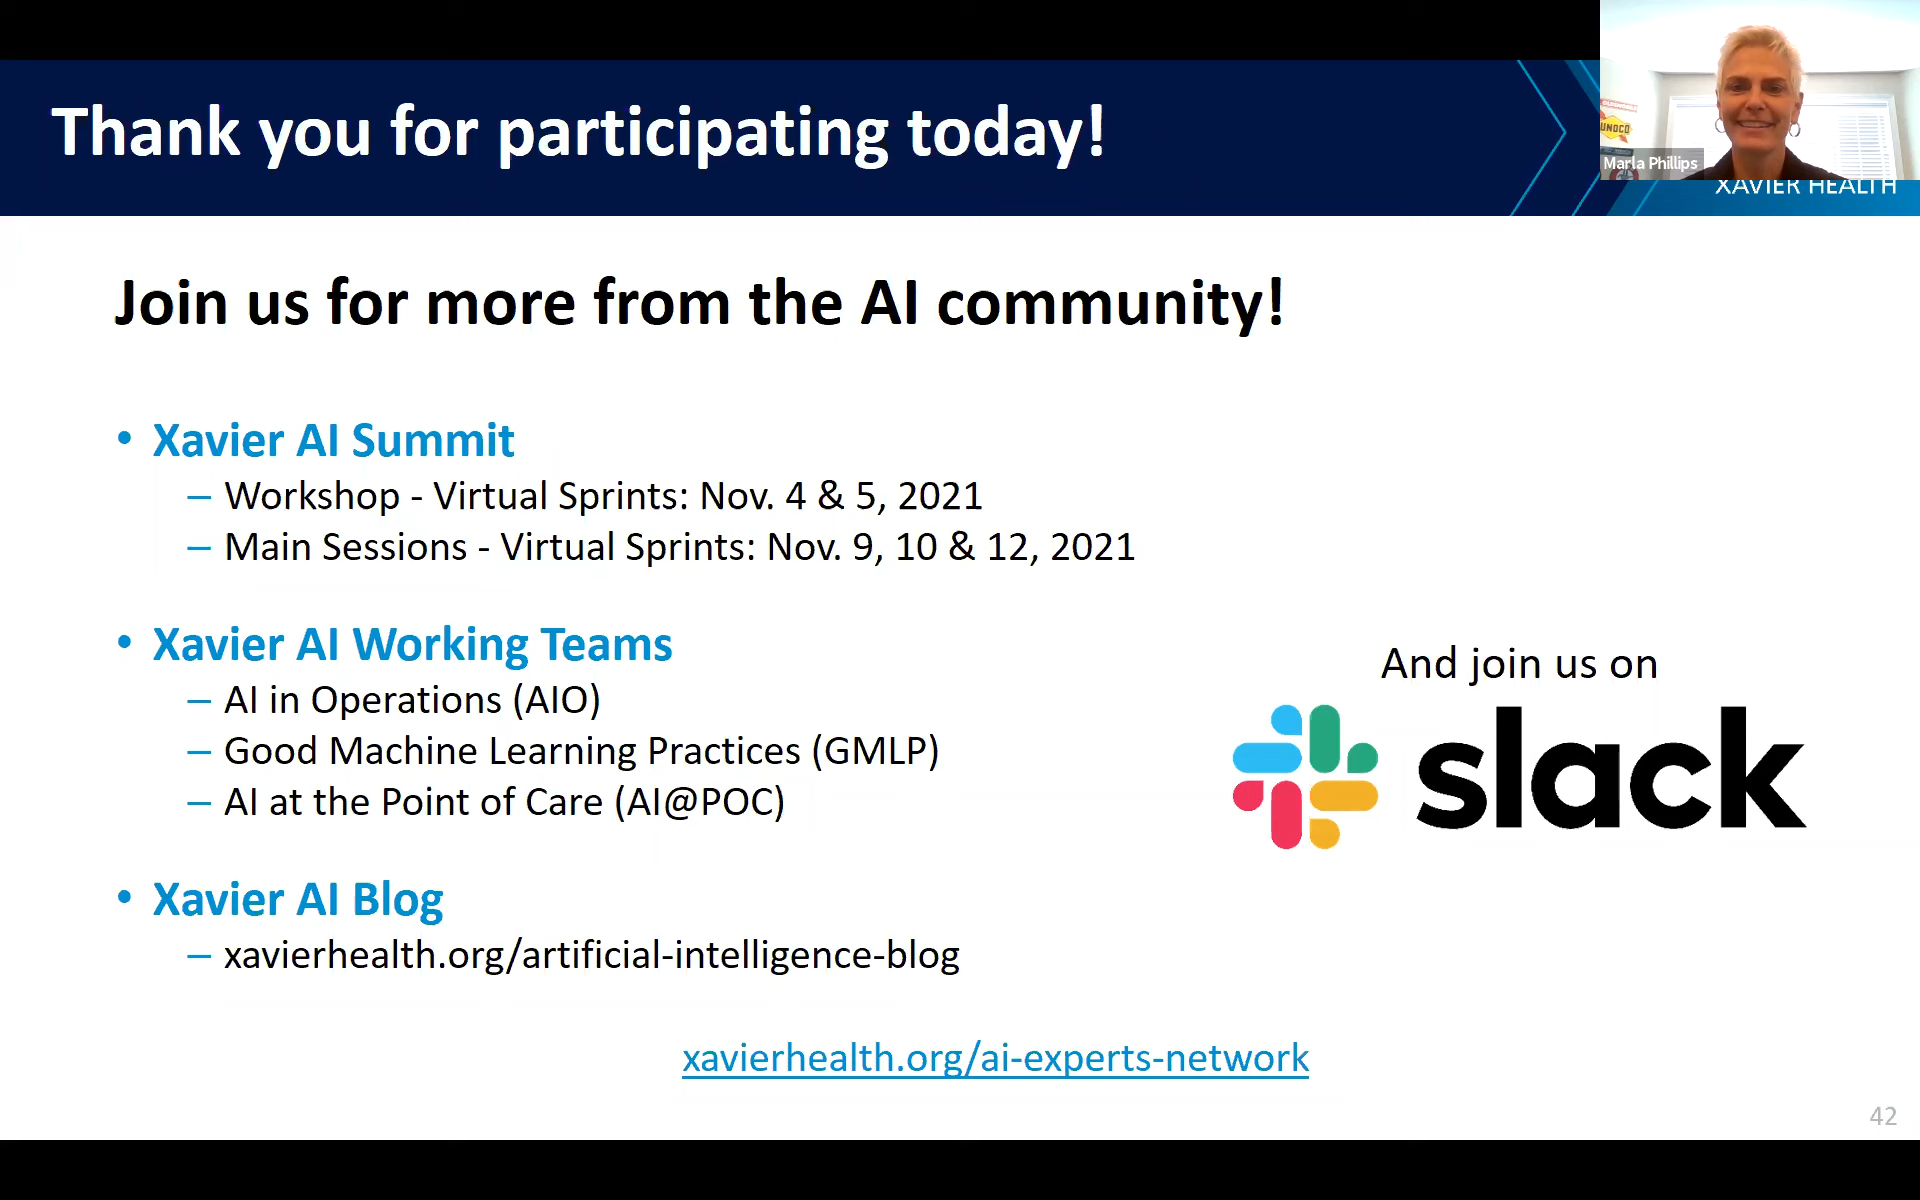 Thank you for participating today!
UNOCO
Marla Phillips
XAVIER HEALTH
Join us for more from the AI community!
• Xavier AI Summit
– Workshop - Virtual Sprints: Nov. 4 & 5, 2021
– Main Sessions - Virtual Sprints: Nov. 9, 10 & 12, 2021
• Xavier AI Working Teams
– AI in Operations (AIO)
– Good Machine Learning Practices (GMLP)
– AI at the Point of Care (AI@POC)
And join us on
slack
• Xavier AI Blog
– xavierhealth.org/artificial-intelligence-blog
xavierhealth.org/ai-experts-network
42